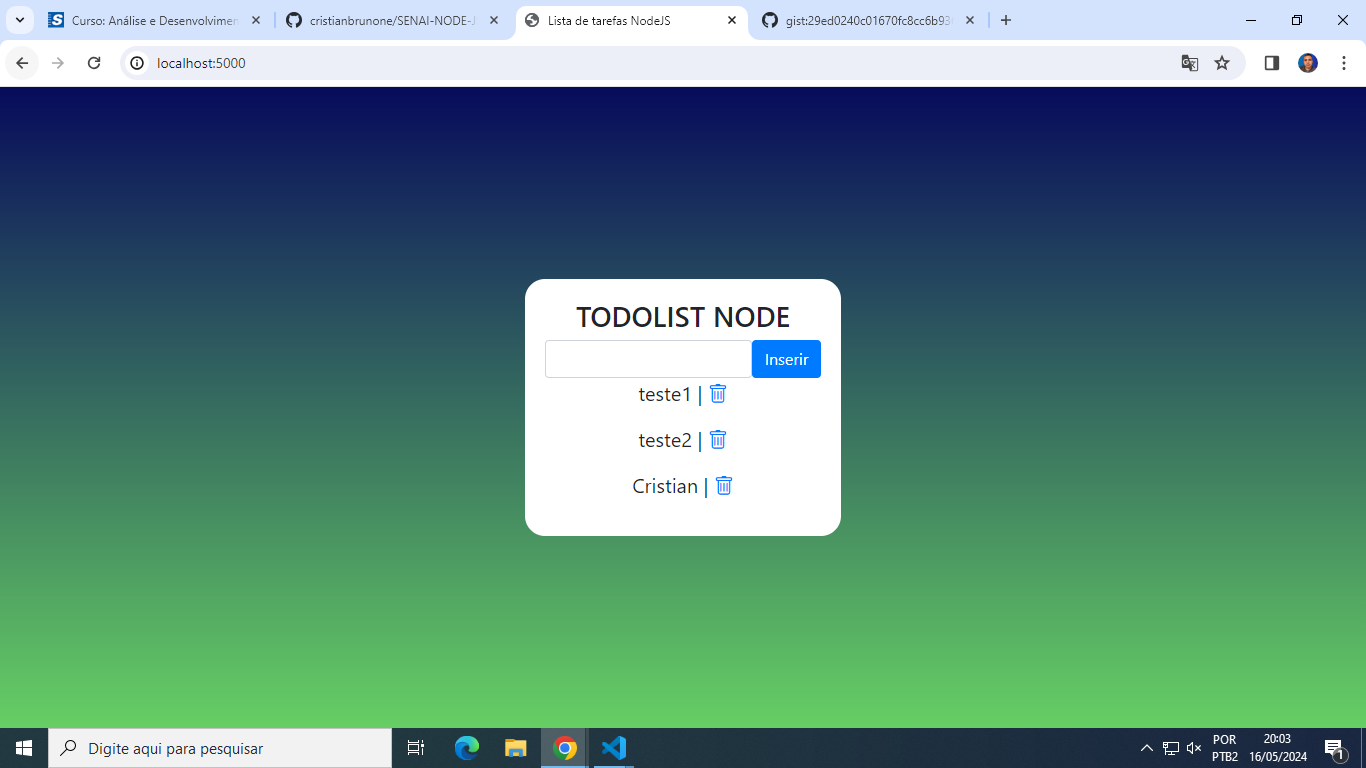 Curso: Análise e Desenvolvimen
cristianbrunone/SENAI-NODE-J
Lista de tarefas NodeJS
gist:29ed0240c01670fc8cc6b93
localhost:5000
TODOLIST NODE
Inserir
teste1 |
teste2 |
Cristian |
Digite aqui para pesquisar
POR
PTB2
20:03
16/05/2024
1